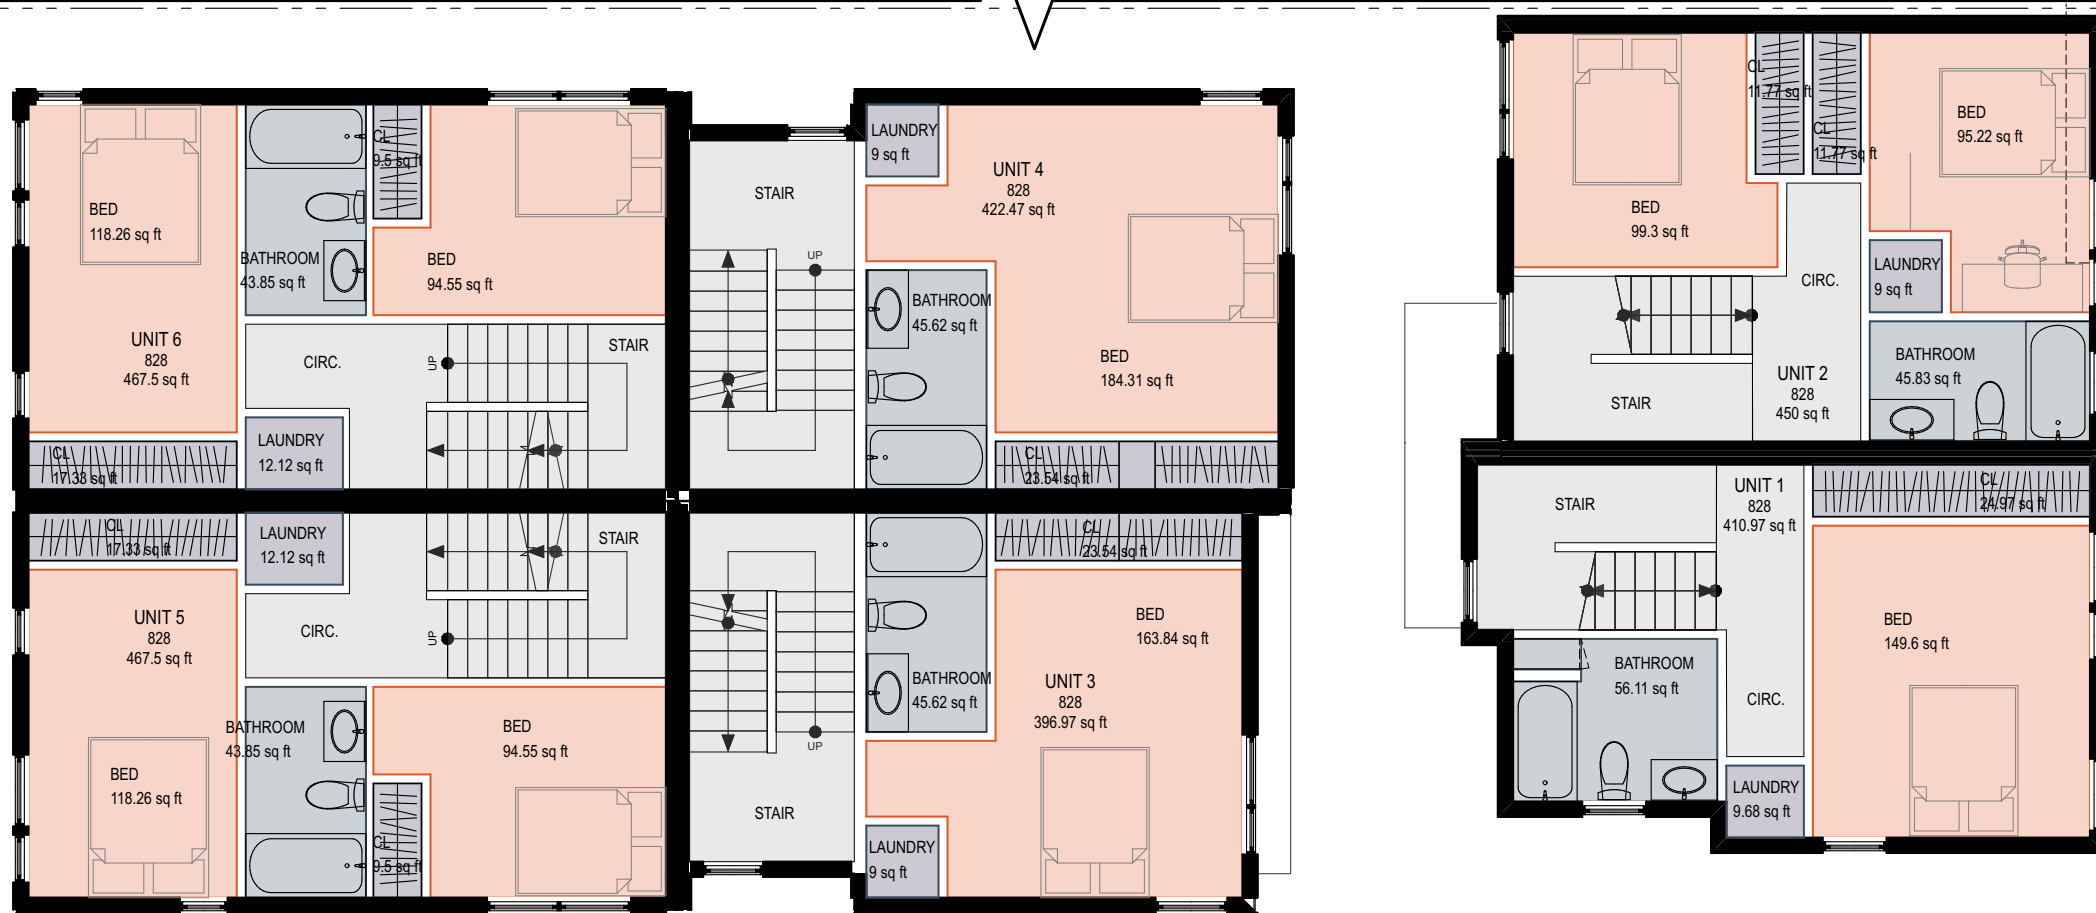 BED
118.26 sq ft
UNIT 6
828
467.5 sq ft
CL
17.33 sq ft
BATHROOM
43.85 sq ft
CL
9.5 sq ft
BED
94.55 sq ft
CIRC.
LAUNDRY
12.12 sq ft
UP
STAIR
STAIR
UP
LAUNDRY
9 sq ft
UNIT 4
828
422.47 sq ft
BATHROOM
45.62 sq ft
BED
184.31 sq ft
CL
23.54 sq ft
BED
99.3 sq ft
CL
11.77 sq ft
CL
11.77 sq ft
BED
95.22 sq ft
CIRC.
LAUNDRY
9 sq ft
BATHROOM
45.83 sq ft
UNIT 2
828
450 sq ft
STAIR
CL
17.33 sq ft
LAUNDRY
12.12 sq ft
STAIR
UNIT 5
828
467.5 sq ft
CIRC.
UP
BATHROOM
43.85 sq ft
BED
94.55 sq ft
BED
118.26 sq ft
CL
9.5 sq ft
CL
23.54 sq ft
BED
163.84 sq ft
BATHROOM
45.62 sq ft
UNIT 3
828
396.97 sq ft
UP
STAIR
LAUNDRY
9 sq ft
STAIR
UNIT 1
828
410.97 sq ft
CL
24.97 sq ft
BED
149.6 sq ft
BATHROOM
56.11 sq ft
CIRC.
LAUNDRY
9.68 sq ft